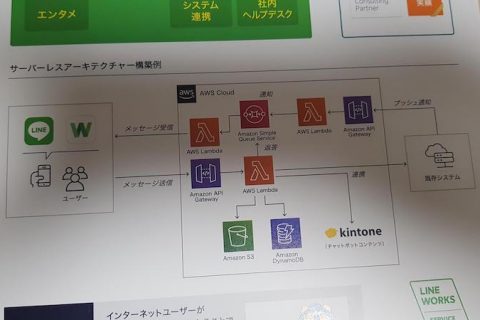 エンタメ
システム
連携
社内
ヘルプデスク
Consulting
Partner
実績
サーバーレスアーキテクチャー構築例
aws
AWS Cloud
LINE
W
メッセージ受信
メッセージ送信
ユーザー
通知
プッシュ通知
AWS Lambda
Amazon Simple
Queue Service
AWS Lambda
Amazon API
Gateway
返答
Amazon API
Gateway
AWS Lambda
連携
既存システム
Amazon S3
Amazon
DynamoDB
kintone
(チャットボットコンテンツ)
インターネットユーザーが
LINE
WORKS